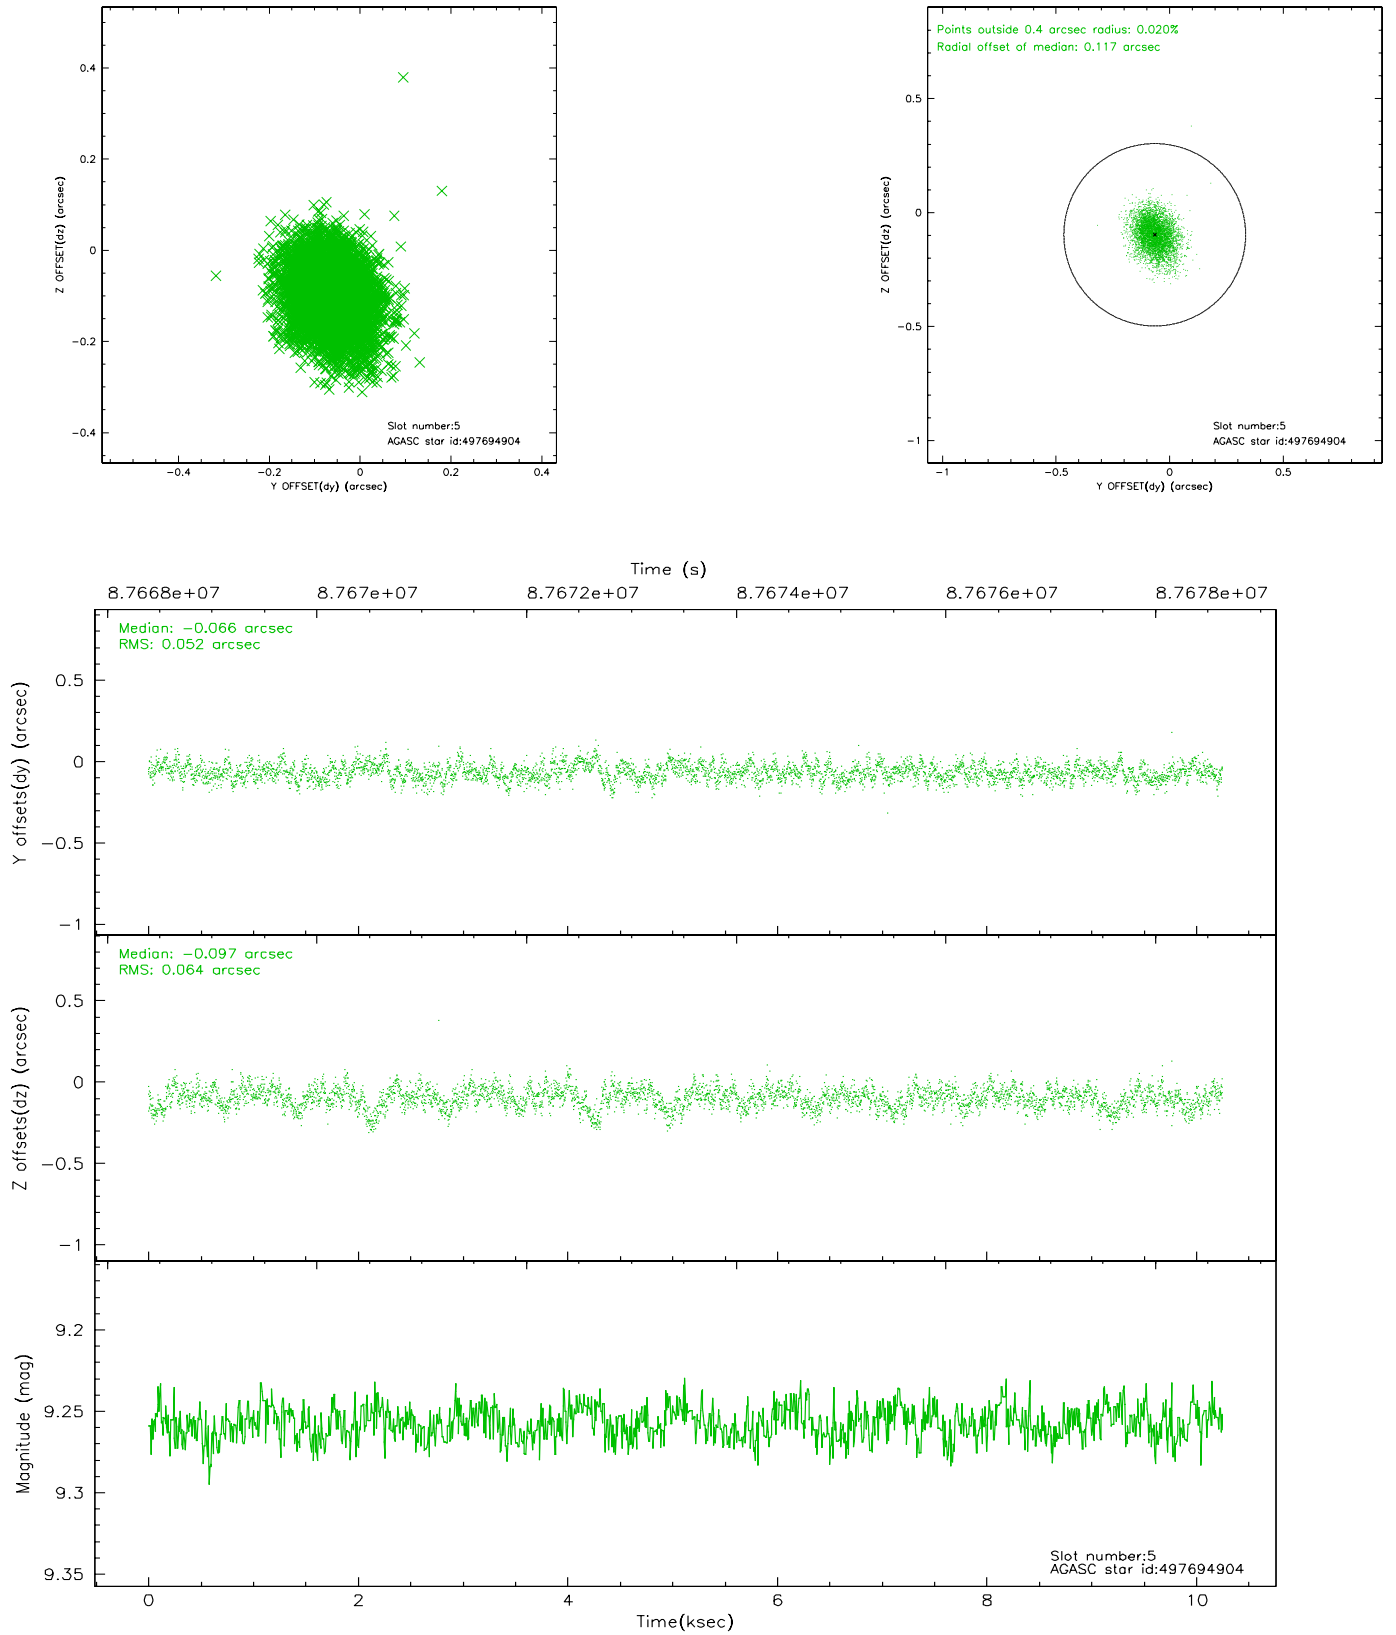 0.4
0.2
0
−0.2
−0.4
Z OFFSET(dz) (arcsec)
Slot number:5
AGASC star id:497694904
−0.4 −0.2 0 0.2 0.4
Y OFFSET(dy) (arcsec)
Points outside 0.4 arcsec radius: 0.020%
Radial offset of median: 0.117 arcsec
0.5
0
−0.5
−1
Z OFFSET(dz) (arcsec)
Slot number:5
AGASC star id:497694904
−1 −0.5 0 0.5
Y OFFSET(dy) (arcsec)
Time (s)
8.7668e+07 8.767e+07 8.7672e+07 8.7674e+07 8.7676e+07 8.7678e+07
Median: −0.066 arcsec
RMS: 0.052 arcsec
0.5
0
−0.5
−1
Y offsets(dy) (arcsec)
Median: −0.097 arcsec
RMS: 0.064 arcsec
0.5
0
−0.5
−1
Z offsets(dz) (arcsec)
9.2
9.25
9.3
9.35
Magnitude (mag)
Slot number:5
AGASC star id:497694904
0 2 4 6 8 10
Time(ksec)